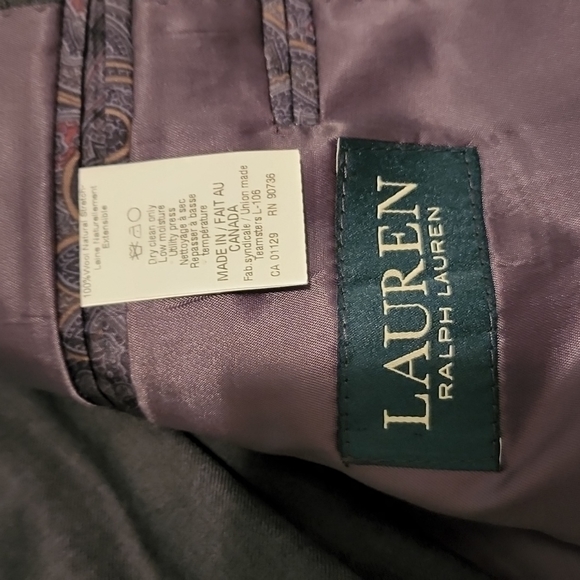 100% Wool Natural Stretch
Laine Naturellement
Extensible
Dry clean only
Low moisture
Utility press
Nettoyage à sec
Repasser à basse
température
MADE IN / FAIT AU
CANADA
Fab.syndicale / Union made
Teamsters L-106
CA 01129 RN 90736
LAUREN
RALPH LAUREN